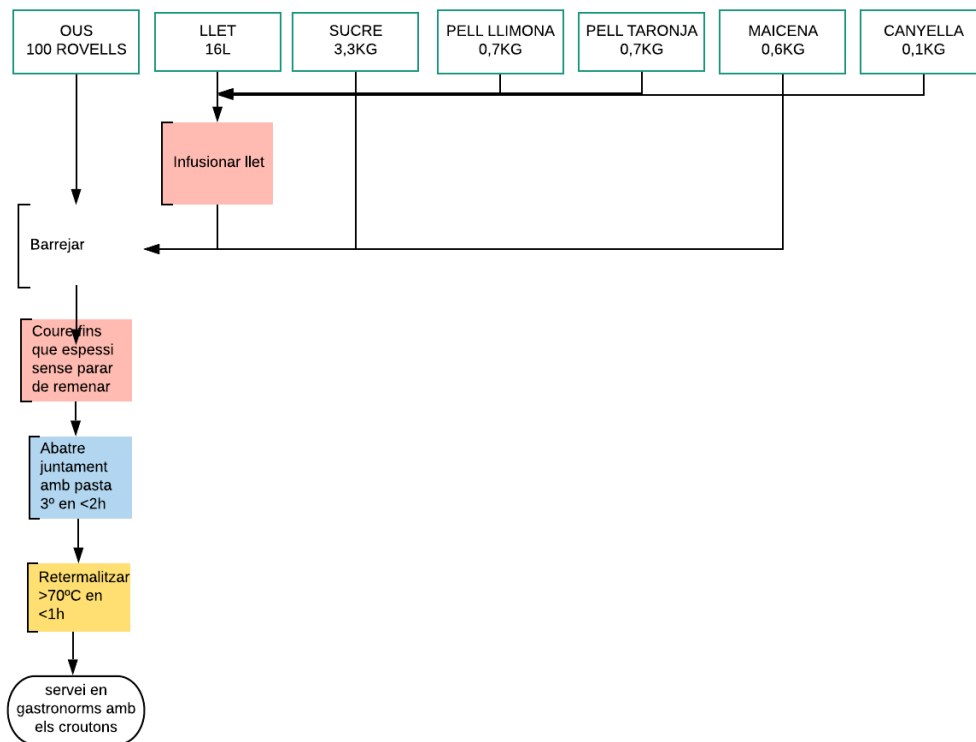 OUS
100 ROVELLS
LLET
16L
SUCRE
3,3KG
PELL LLIMONA
0,7KG
PELL TARONJA
0,7KG
MAICENA
0,6KG
CANYELLA
0,1KG
Infusionar llet
Barrejar
Coure fins
que espessi
sense parar
de remenar
Abatre
juntament
amb pasta
3º en <2h
Retermalitzar
>70ºC en
<1h
servei en
gastronorms amb
els croutons